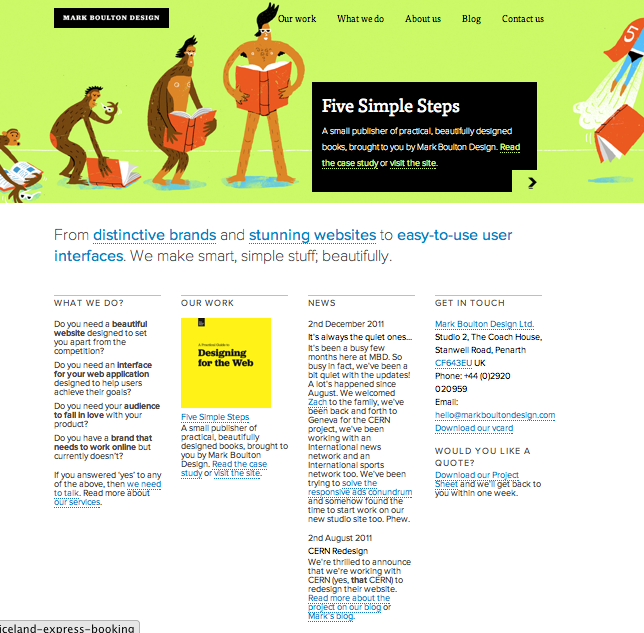 MARK BOULTON DESIGN
Our work What we do About us Blog Contact us
5
Five Simple Steps
A small publisher of practical, beautifully designed
books, brought to you by Mark Boulton Design. Read
the case study or visit the site.
From distinctive brands and stunning websites to easy-to-use user
interfaces. We make smart, simple stuff; beautifully.
WHAT WE DO?
Do you need a beautiful
website designed to set
you apart from the
competition?
Do you need an interface
for your web application
designed to help users
achieve their goals?
Do you need your audience
to fall in love with your
product?
Do you have a brand that
needs to work online but
currently doesn't?
If you answered 'yes' to any
of the above, then we need
to talk. Read more about
our services.
OUR WORK
A Practical Guide to
Designing
for the Web
Five Simple Steps
A small publisher of
practical, beautifully
designed books, brought to
you by Mark Boulton
Design. Read the case
study or visit the site.
NEWS
2nd December 2011
It's always the quiet ones...
It's been a busy few
months here at MBD. So
busy in fact, we've been a
bit quiet with the updates!
A lot's happened since
August. We welcomed
Zach to the family, we've
been back and forth to
Geneva for the CERN
project, we've been
working with an
International news
network and an
International sports
network too. We've been
trying to solve the
responsive ads conundrum
and somehow found the
time to start work on our
new studio site too. Phew.
2nd August 2011
CERN Redesign
We're thrilled to announce
that we're working with
CERN (yes, that CERN) to
redesign their website.
Read more about the
project on our blog or
Mark's blog.
GET IN TOUCH
Mark Boulton Design Ltd.
Studio 2, The Coach House,
Stanwell Road, Penarth
CF643EU UK
Phone: +44 (0)2920
020959
Email:
hello@markboultondesign.com
Download our vcard
WOULD YOU LIKE A
QUOTE?
Download our Project
Sheet and we'll get back to
you within one week.
iceland-express-booking